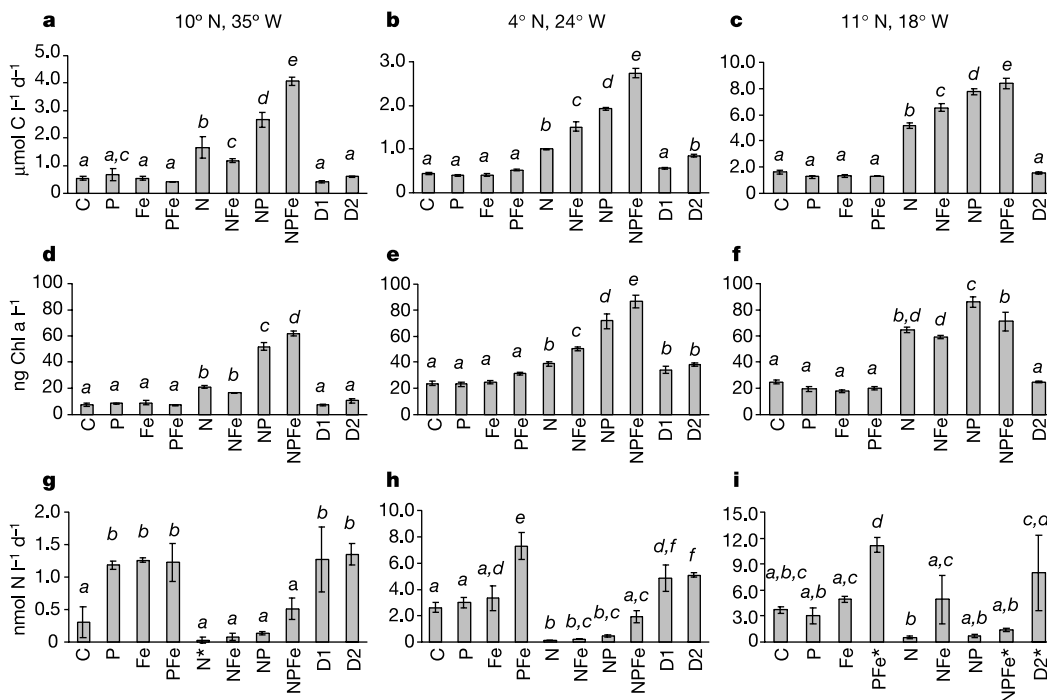 a 10° N, 35° W b 4° N, 24° W c 11° N, 18° W
µmol C l⁻¹ d⁻¹
5.0 4.0 3.0 2.0 1.0 0
a a,c a a b c d e a a
C P Fe PFe N NFe NP NPFe D1 D2
3.0 2.0 1.0 0
a a a a b c d e a b
C P Fe PFe N NFe NP NPFe D1 D2
8.0 6.0 4.0 2.0 0
a a a a b c d e a
C P Fe PFe N NFe NP NPFe D2
d e f
ng Chl a l⁻¹
100 80 60 40 20 0
a a a a b b c d a a
C P Fe PFe N NFe NP NPFe D1 D2
100 80 60 40 20 0
a a a a b c d e b b
C P Fe PFe N NFe NP NPFe D1 D2
100 80 60 40 20 0
a a a a b,d d c b a
C P Fe PFe N NFe NP NPFe D2
g h i
nmol N l⁻¹ d⁻¹
2.0 1.5 1.0 0.5 0
a b b b a a a a b b
C P Fe PFe N* NFe NP NPFe D1 D2
10.0 8.0 6.0 4.0 2.0 0
a a a,d e b b,c b,c a,c d,f f
C P Fe PFe N NFe NP NPFe D1 D2
15.0 12.0 9.0 6.0 3.0 0
a,b,c a,b a,c d b a,c a,b a,b c,d
C P Fe PFe* N NFe NP NPFe* D2*